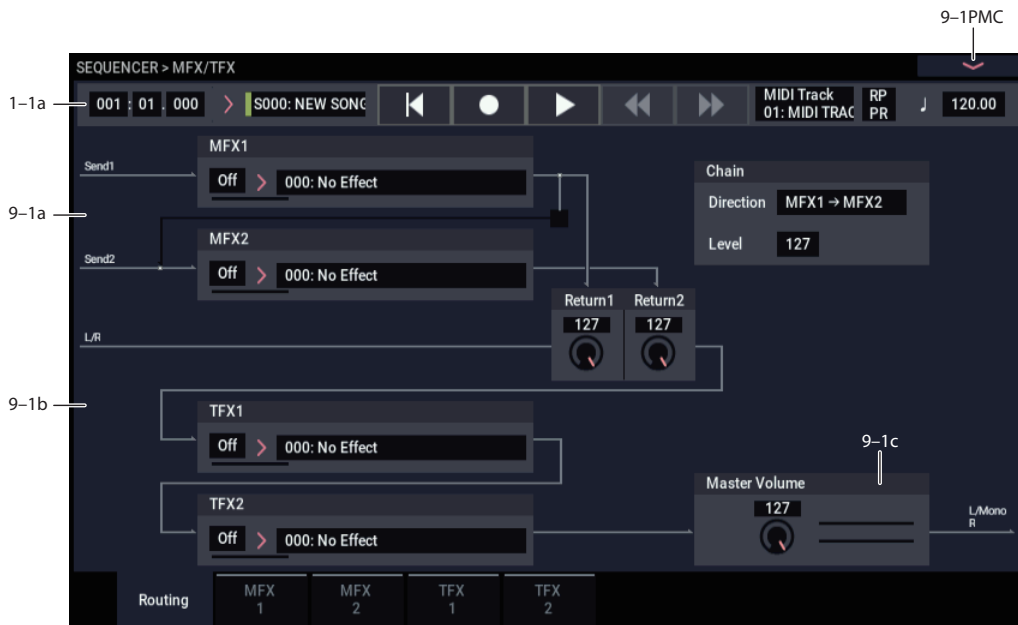 9–1PMC
SEQUENCER > MFX/TFX
1–1a
001 : 01 . 000
S000: NEW SONG
MIDI Track
01: MIDI TRAC
RP
PR
♩ 120.00
MFX1
Send1
Off 000: No Effect
Chain
Direction MFX1→MFX2
Level 127
9–1a
MFX2
Send2
Off 000: No Effect
Return1 Return2
127 127
L/R
9–1b
TFX1
Off 000: No Effect
9–1c
TFX2
Off 000: No Effect
Master Volume
127
L/Mono
R
Routing
MFX
1
MFX
2
TFX
1
TFX
2